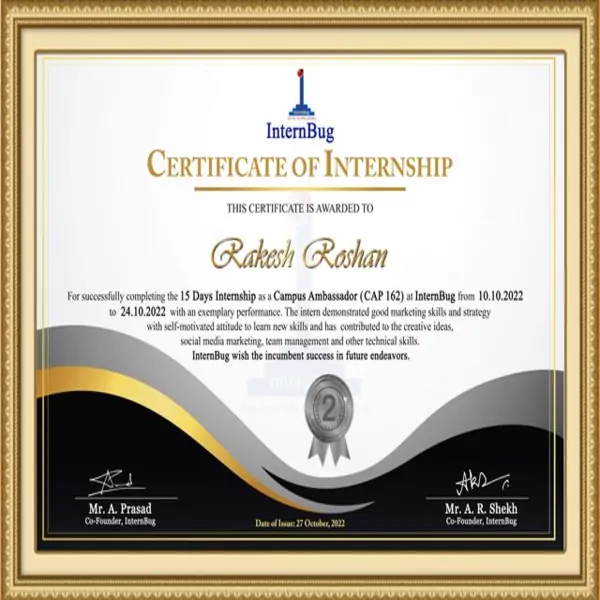 InternBug
CERTIFICATE OF INTERNSHIP
THIS CERTIFICATE IS AWARDED TO
Rakesh Roshan
For successfully completing the 15 Days Internship as a Campus Ambassador (CAP 162) at InternBug from 10.10.2022
to 24.10.2022 with an exemplary performance. The intern demonstrated good marketing skills and strategy
with self-motivated attitude to learn new skills and has contributed to the creative ideas,
social media marketing, team management and other technical skills.
InternBug wish the incumbent success in future endeavors.
2
Mr. A. Prasad
Co-Founder, InternBug
Date of Issue: 27 October, 2022
Mr. A. R. Shekh
Co-Founder, InternBug